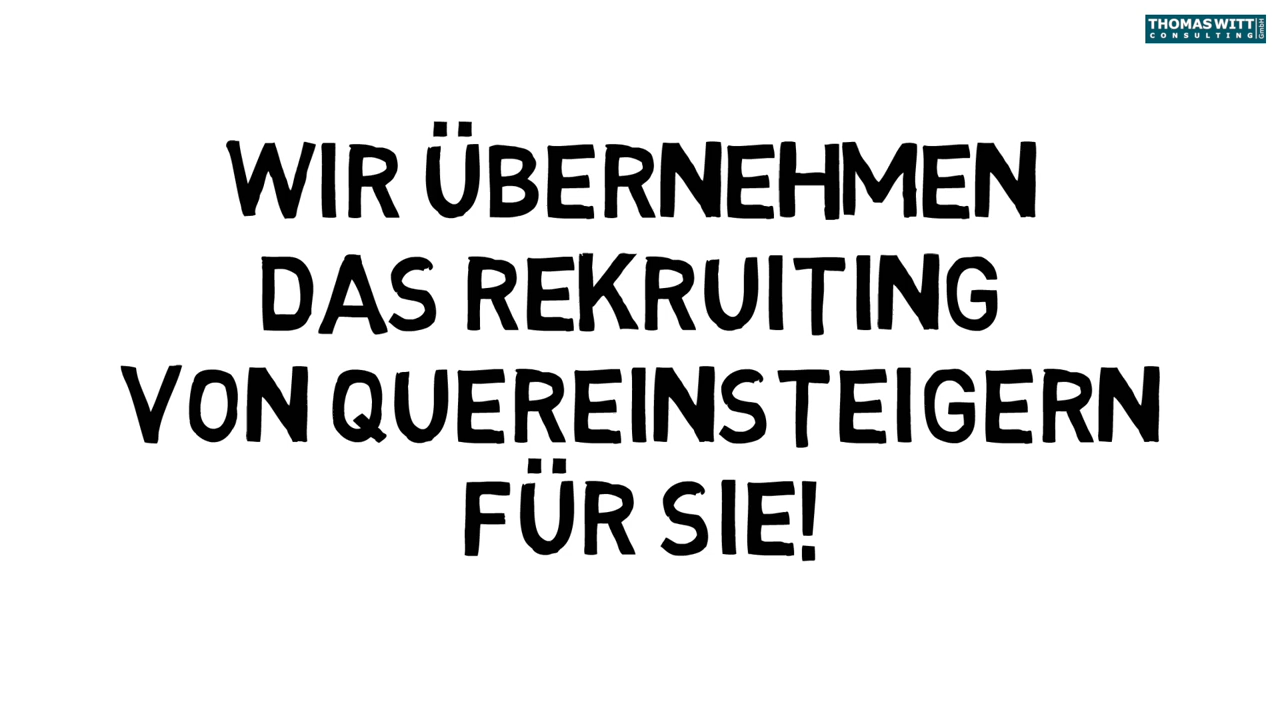 THOMAS WITT
CONSULTING
GmbH
WIR ÜBERNEHMEN
DAS REKRUITING
VON QUEREINSTEIGERN
FÜR SIE!